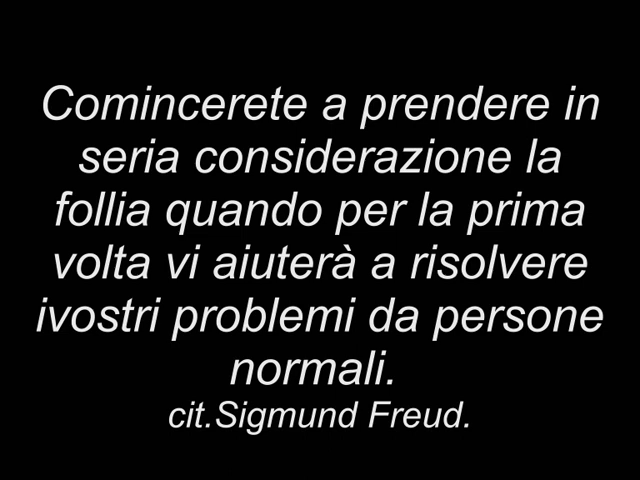 Comincerete a prendere in
seria considerazione la
follia quando per la prima
volta vi aiuterà a risolvere
ivostri problemi da persone
normali.
cit.Sigmund Freud.